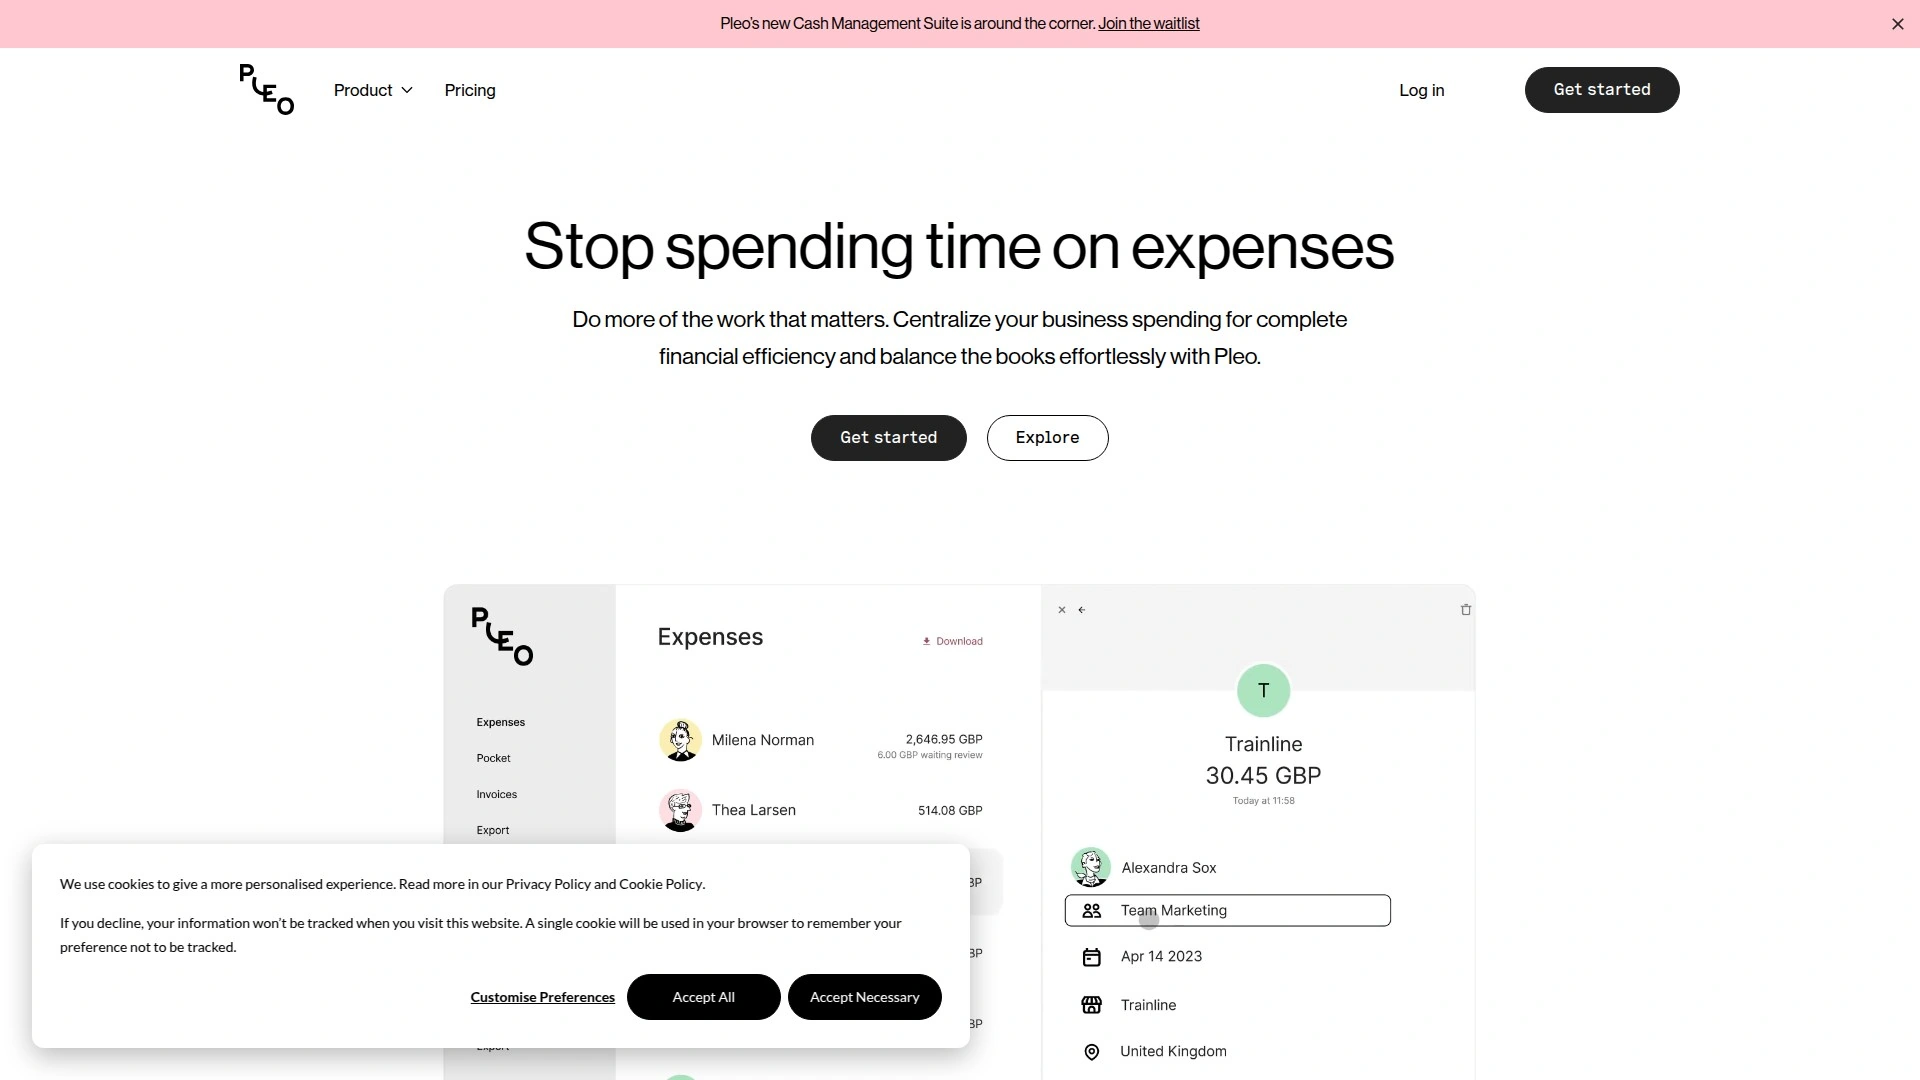 Pleo's new Cash Management Suite is around the corner. Join the waitlist
PLEO
Product
Pricing
Log in
Get started
Stop spending time on expenses
Do more of the work that matters. Centralize your business spending for complete
financial efficiency and balance the books effortlessly with Pleo.
Get started
Explore
PLEO
Expenses
Pocket
Invoices
Export
Expenses
Download
Milena Norman
2,646.95 GBP
6.00 GBP waiting review
Thea Larsen
514.08 GBP
T
Trainline
30.45 GBP
Today at 11:58
Alexandra Sox
Team Marketing
Apr 14 2023
Trainline
United Kingdom
We use cookies to give a more personalised experience. Read more in our Privacy Policy and Cookie Policy.
If you decline, your information won't be tracked when you visit this website. A single cookie will be used in your browser to remember your
preference not to be tracked.
Customise Preferences
Accept All
Accept Necessary